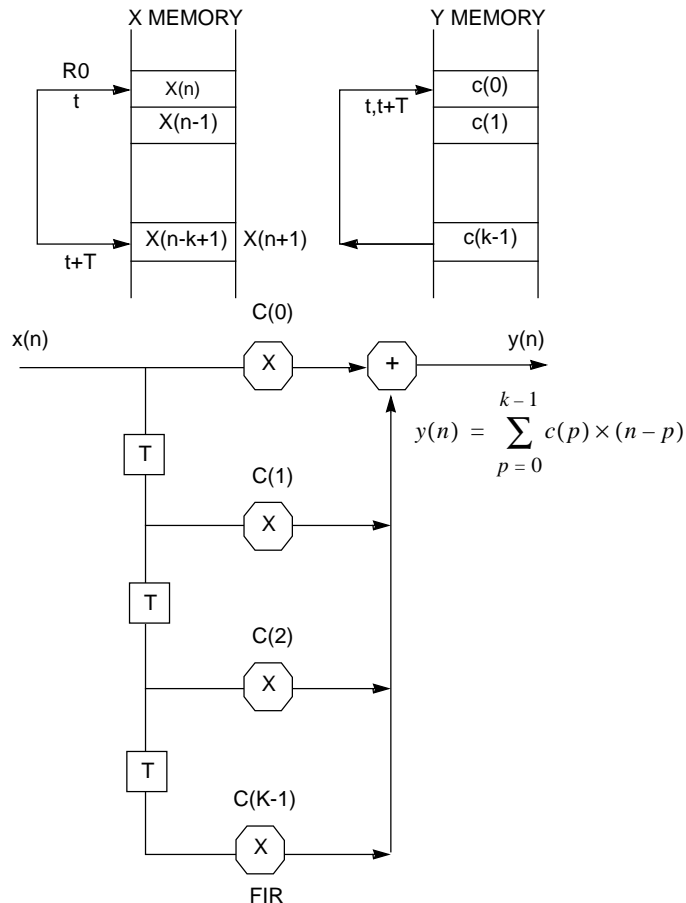 X MEMORY
Y MEMORY
R0
t
X(n)
X(n-1)
X(n-k+1)
X(n+1)
t+T
t,t+T
c(0)
c(1)
c(k-1)
x(n)
C(0)
X
+
y(n)
y(n) = k – 1 ∑ p = 0 c(p) × (n – p)
T
C(1)
X
T
C(2)
X
T
C(K-1)
X
FIR